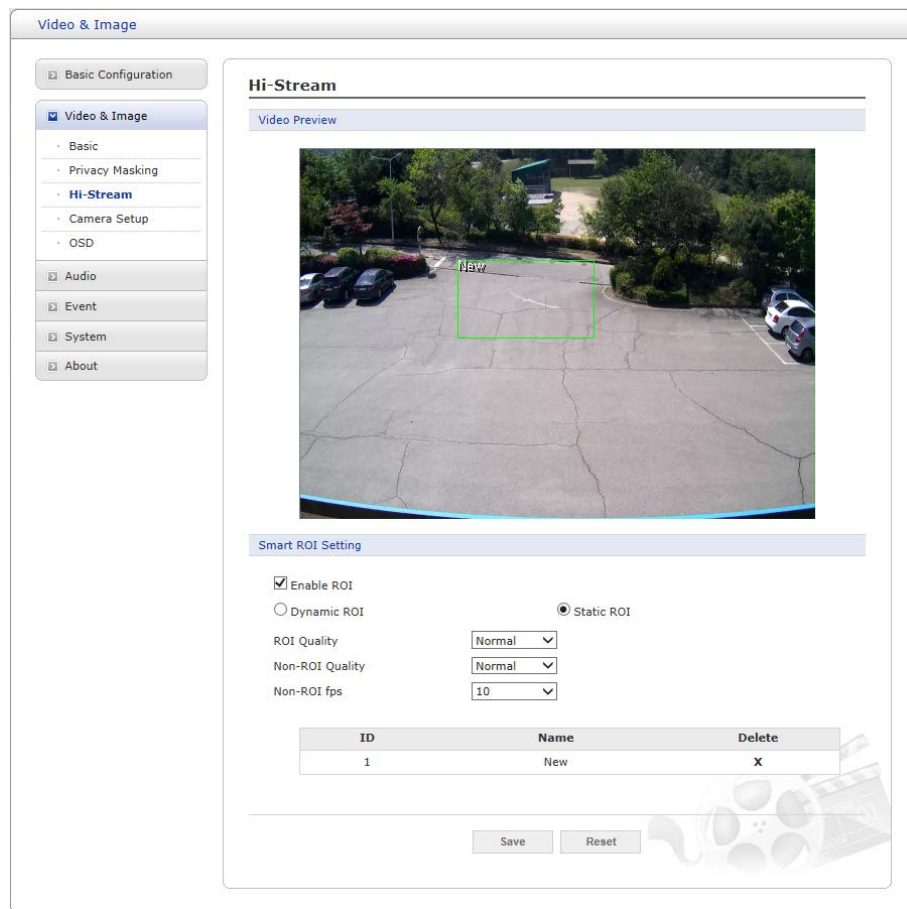 Video & Image
Basic Configuration
Video & Image
Basic
Privacy Masking
Hi-Stream
Camera Setup
OSD
Audio
Event
System
About
Hi-Stream
Video Preview
New
Smart ROI Setting
Enable ROI
Dynamic ROI Static ROI
ROI Quality Normal
Non-ROI Quality Normal
Non-ROI fps 10
ID Name Delete
1 New X
Save Reset